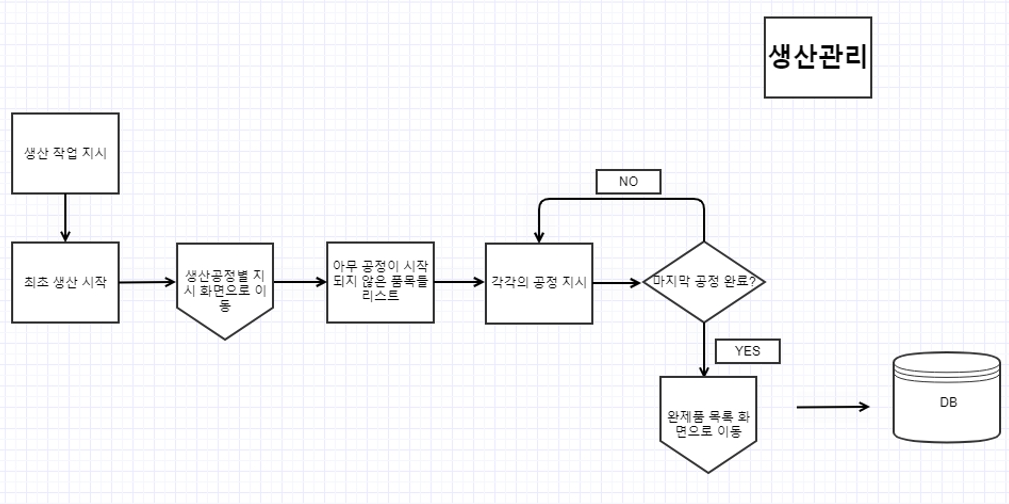 생산관리
생산 작업 지시
최초 생산 시작
생산공정별 지
시 화면으로 이
동
아무 공정이 시작
되지 않은 품목들
리스트
각각의 공정 지시
NO
마지막 공정 완료?
YES
완제품 목록 화
면으로 이동
DB